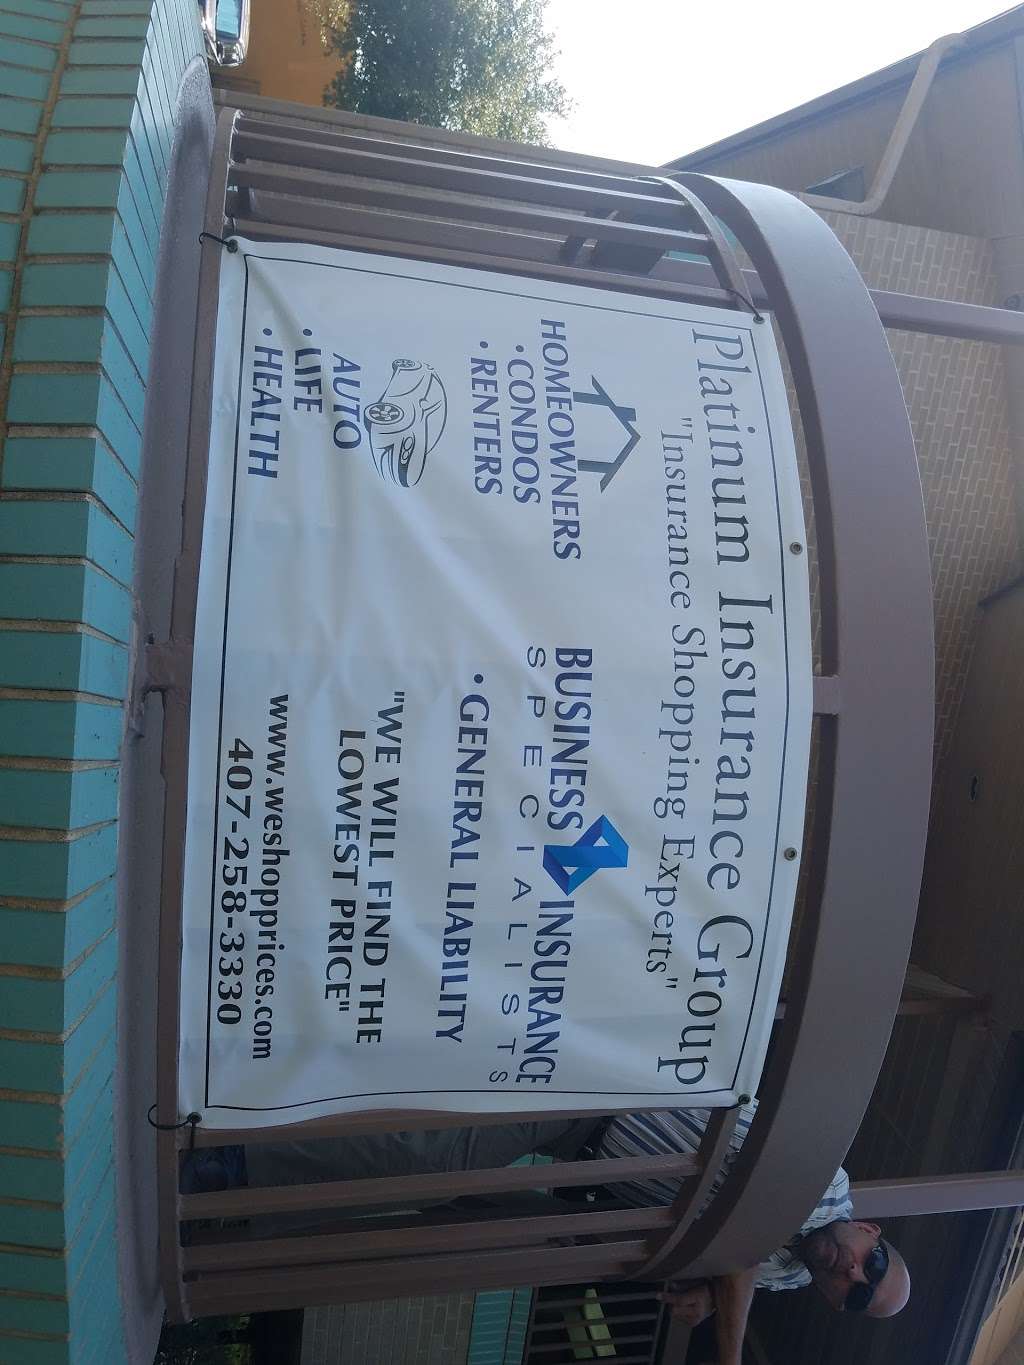 Platinum Insurance Group
"Insurance Shopping Experts"
HOMEOWNERS
• CONDOS
• RENTERS
AUTO
• LIFE
• HEALTH
BUSINESS INSURANCE
SPECIALISTS
• GENERAL LIABILITY
"WE WILL FIND THE
LOWEST PRICE"
www.weshopprices.com
407-258-3330